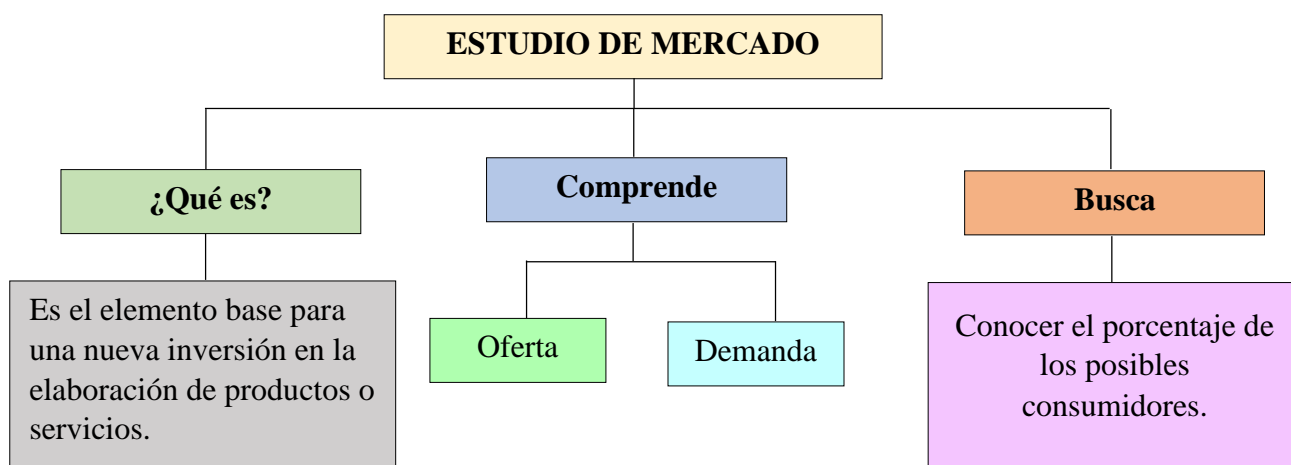 ESTUDIO DE MERCADO
¿Qué es?
Comprende
Busca
Es el elemento base para
una nueva inversión en la
elaboración de productos o
servicios.
Oferta
Demanda
Conocer el porcentaje de
los posibles
consumidores.